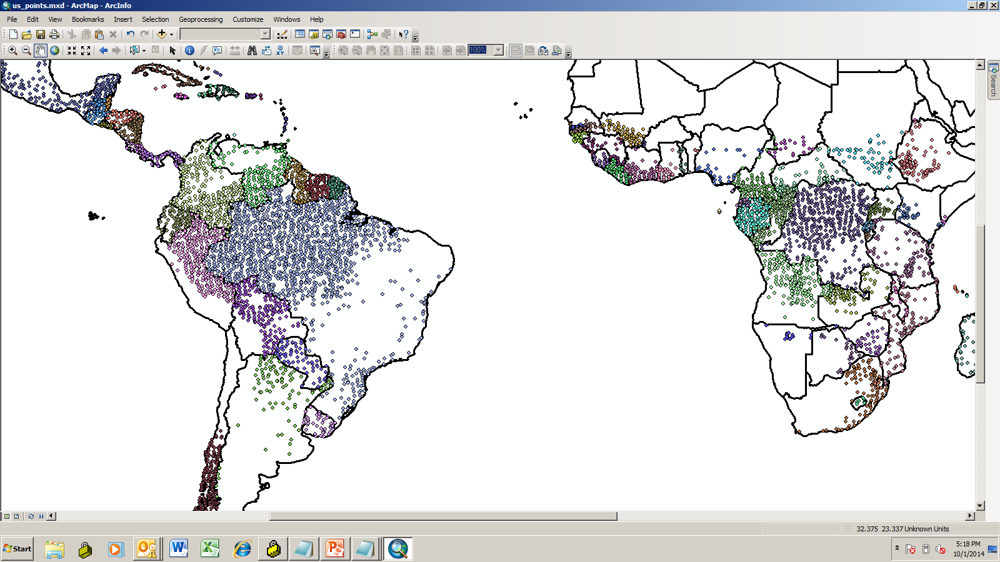 us_points.mxd - ArcMap - ArcInfo
File Edit View Bookmarks Insert Selection Geoprocessing Customize Windows Help
100%
Search
32.375 23.337 Unknown Units
Start
5:18 PM
10/1/2014